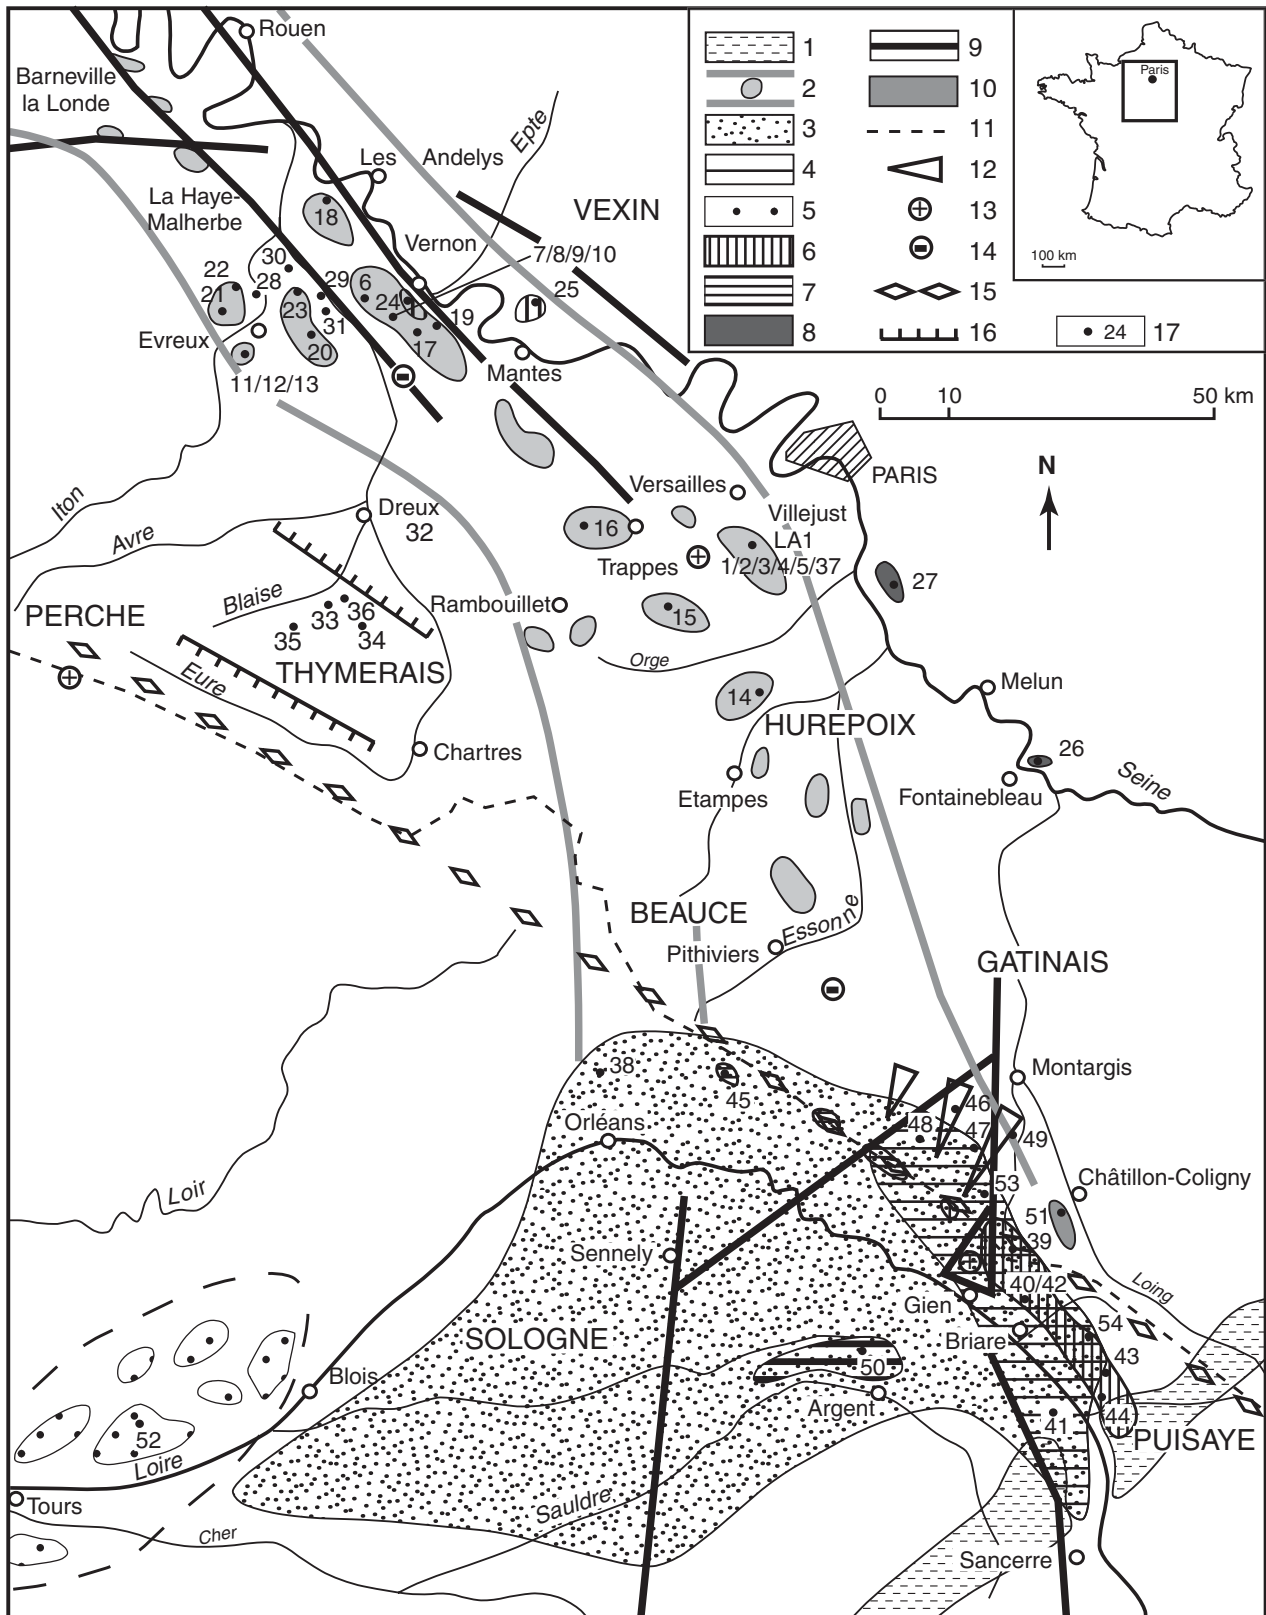 Rouen
Barneville
la Londe
Les Andelys
Epte
La Haye-
Malherbe
VEXIN
18
Vernon
7/8/9/10
30
22
28
21
29
6
24
25
23
31
19
Evreux
20
17
Mantes
11/12/13
1
2
3
4
5
6
7
8
9
10
11
12
13
14
15
16
24
17
Paris
100 km
0
10
50 km
N
PARIS
Versailles
Villejust
LA1
1/2/3/4/5/37
Iton
Avre
Dreux
32
16
Trappes
27
Blaise
PERCHE
33
36
35
34
Rambouillet
15
THYMERAIS
Eure
Orge
14
Melun
HUREPOIX
Chartres
26
Etampes
Fontainebleau
Seine
BEAUCE
Essonne
Pithiviers
GATINAIS
38
45
Montargis
46
48
47
49
Orléans
Châtillon-Coligny
Loir
53
51
39
Sennely
40/42
Loing
Gien
SOLOGNE
Briare
54
43
50
Blois
Argent
41
44
PUISAYE
52
Loire
Tours
Sauldre
Cher
Sancerre